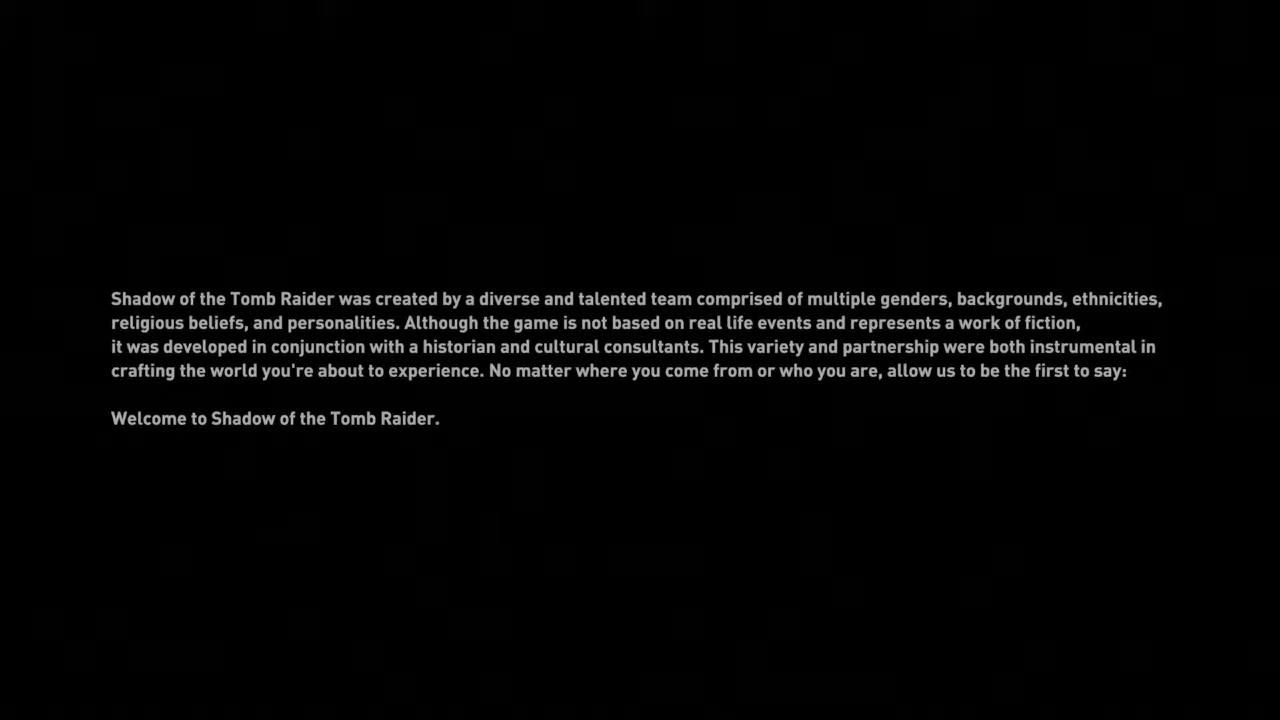 Shadow of the Tomb Raider was created by a diverse and talented team comprised of multiple genders, backgrounds, ethnicities,
religious beliefs, and personalities. Although the game is not based on real life events and represents a work of fiction,
it was developed in conjunction with a historian and cultural consultants. This variety and partnership were both instrumental in
crafting the world you're about to experience. No matter where you come from or who you are, allow us to be the first to say:
Welcome to Shadow of the Tomb Raider.